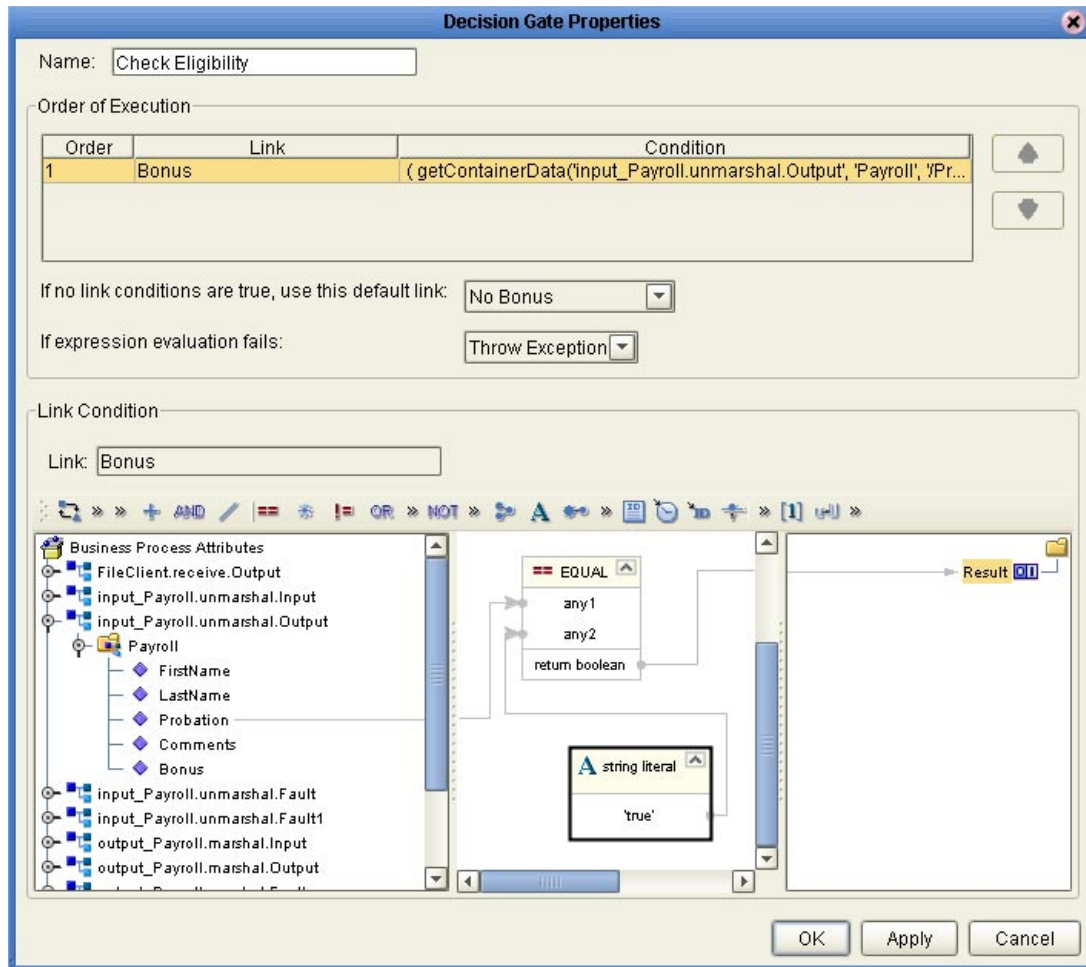 Decision Gate Properties
Name: Check Eligibility
Order of Execution
Order Link Condition
1 Bonus ( getContainerData('input_Payroll.unmarshal.Output', 'Payroll', '/Pr...
If no link conditions are true, use this default link: No Bonus
If expression evaluation fails: Throw Exception
Link Condition
Link: Bonus
AND == != OR NOT A [1]
Business Process Attributes
FileClient.receive.Output
input_Payroll.unmarshal.Input
input_Payroll.unmarshal.Output
Payroll
FirstName
LastName
Probation
Comments
Bonus
input_Payroll.unmarshal.Fault
input_Payroll.unmarshal.Fault1
output_Payroll.marshal.Input
output_Payroll.marshal.Output
== EQUAL
any1
any2
return boolean
A string literal
'true'
Result
OK Apply Cancel